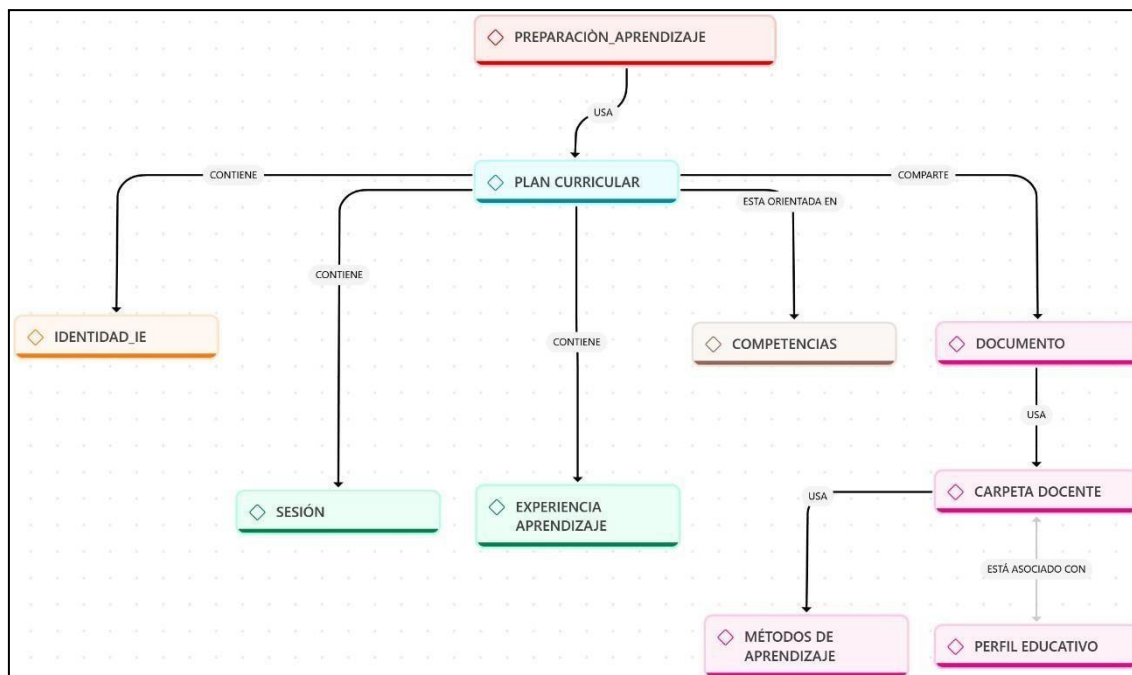 PREPARACIÒN_APRENDIZAJE
USA
PLAN CURRICULAR
CONTIENE
COMPARTE
ESTA ORIENTADA EN
CONTIENE
CONTIENE
IDENTIDAD_IE
COMPETENCIAS
DOCUMENTO
USA
SESIÓN
EXPERIENCIA
APRENDIZAJE
USA
CARPETA DOCENTE
ESTÁ ASOCIADO CON
MÉTODOS DE
APRENDIZAJE
PERFIL EDUCATIVO